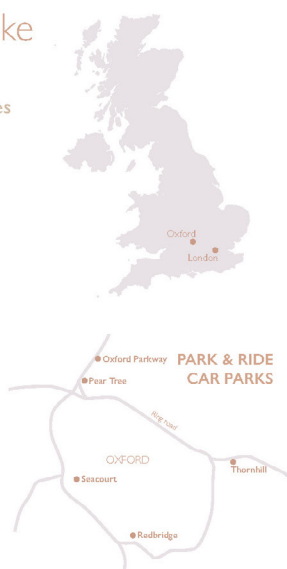 ke
es
Oxford
London
Oxford Parkway
PARK & RIDE
CAR PARKS
Pear Tree
Ring Road
OXFORD
Thornhill
Seacourt
Redbridge